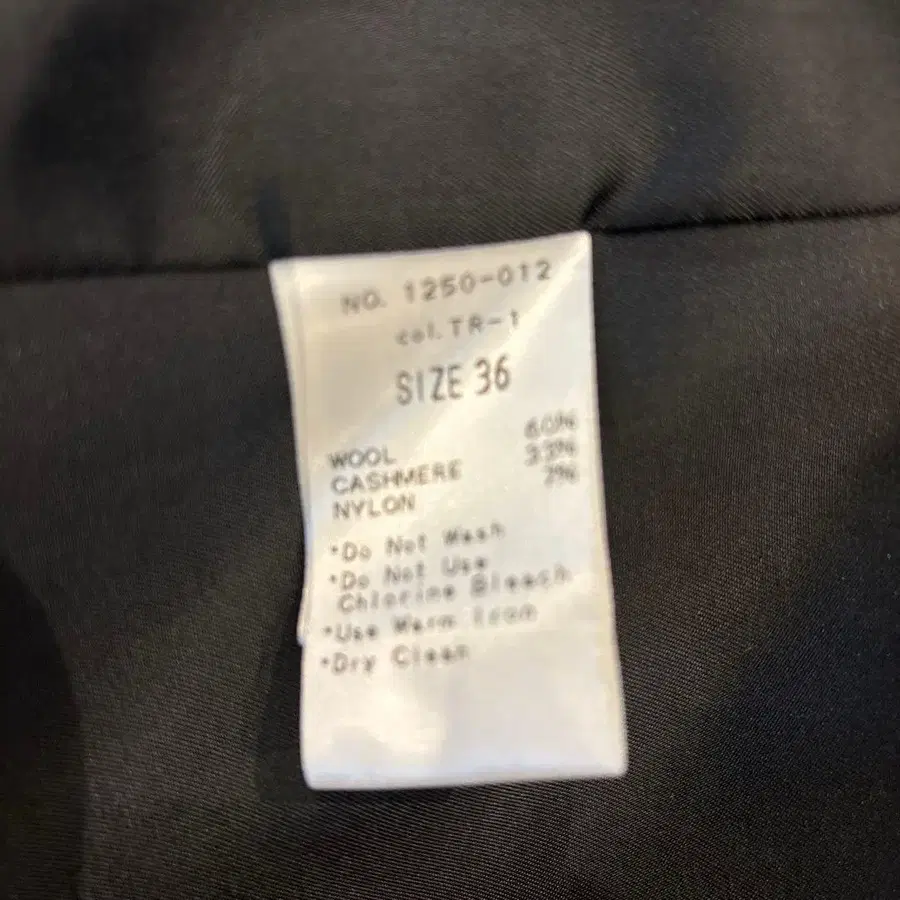 NO. 1250-012
col. TR-1
SIZE 36
WOOL 60%
CASHMERE 33%
NYLON 7%
*Do Not Wash
*Do Not Use
Chlorine Bleach
*Use Warm Iron
*Dry Clean